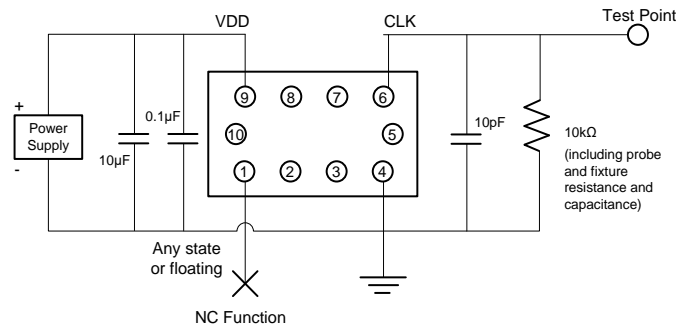 VDD
CLK
Test Point
+
Power
Supply
-
10µF
0.1µF
9
8
7
6
10
5
1
2
3
4
10pF
10kΩ
(including probe
and fixture
resistance and
capacitance)
Any state
or floating
NC Function